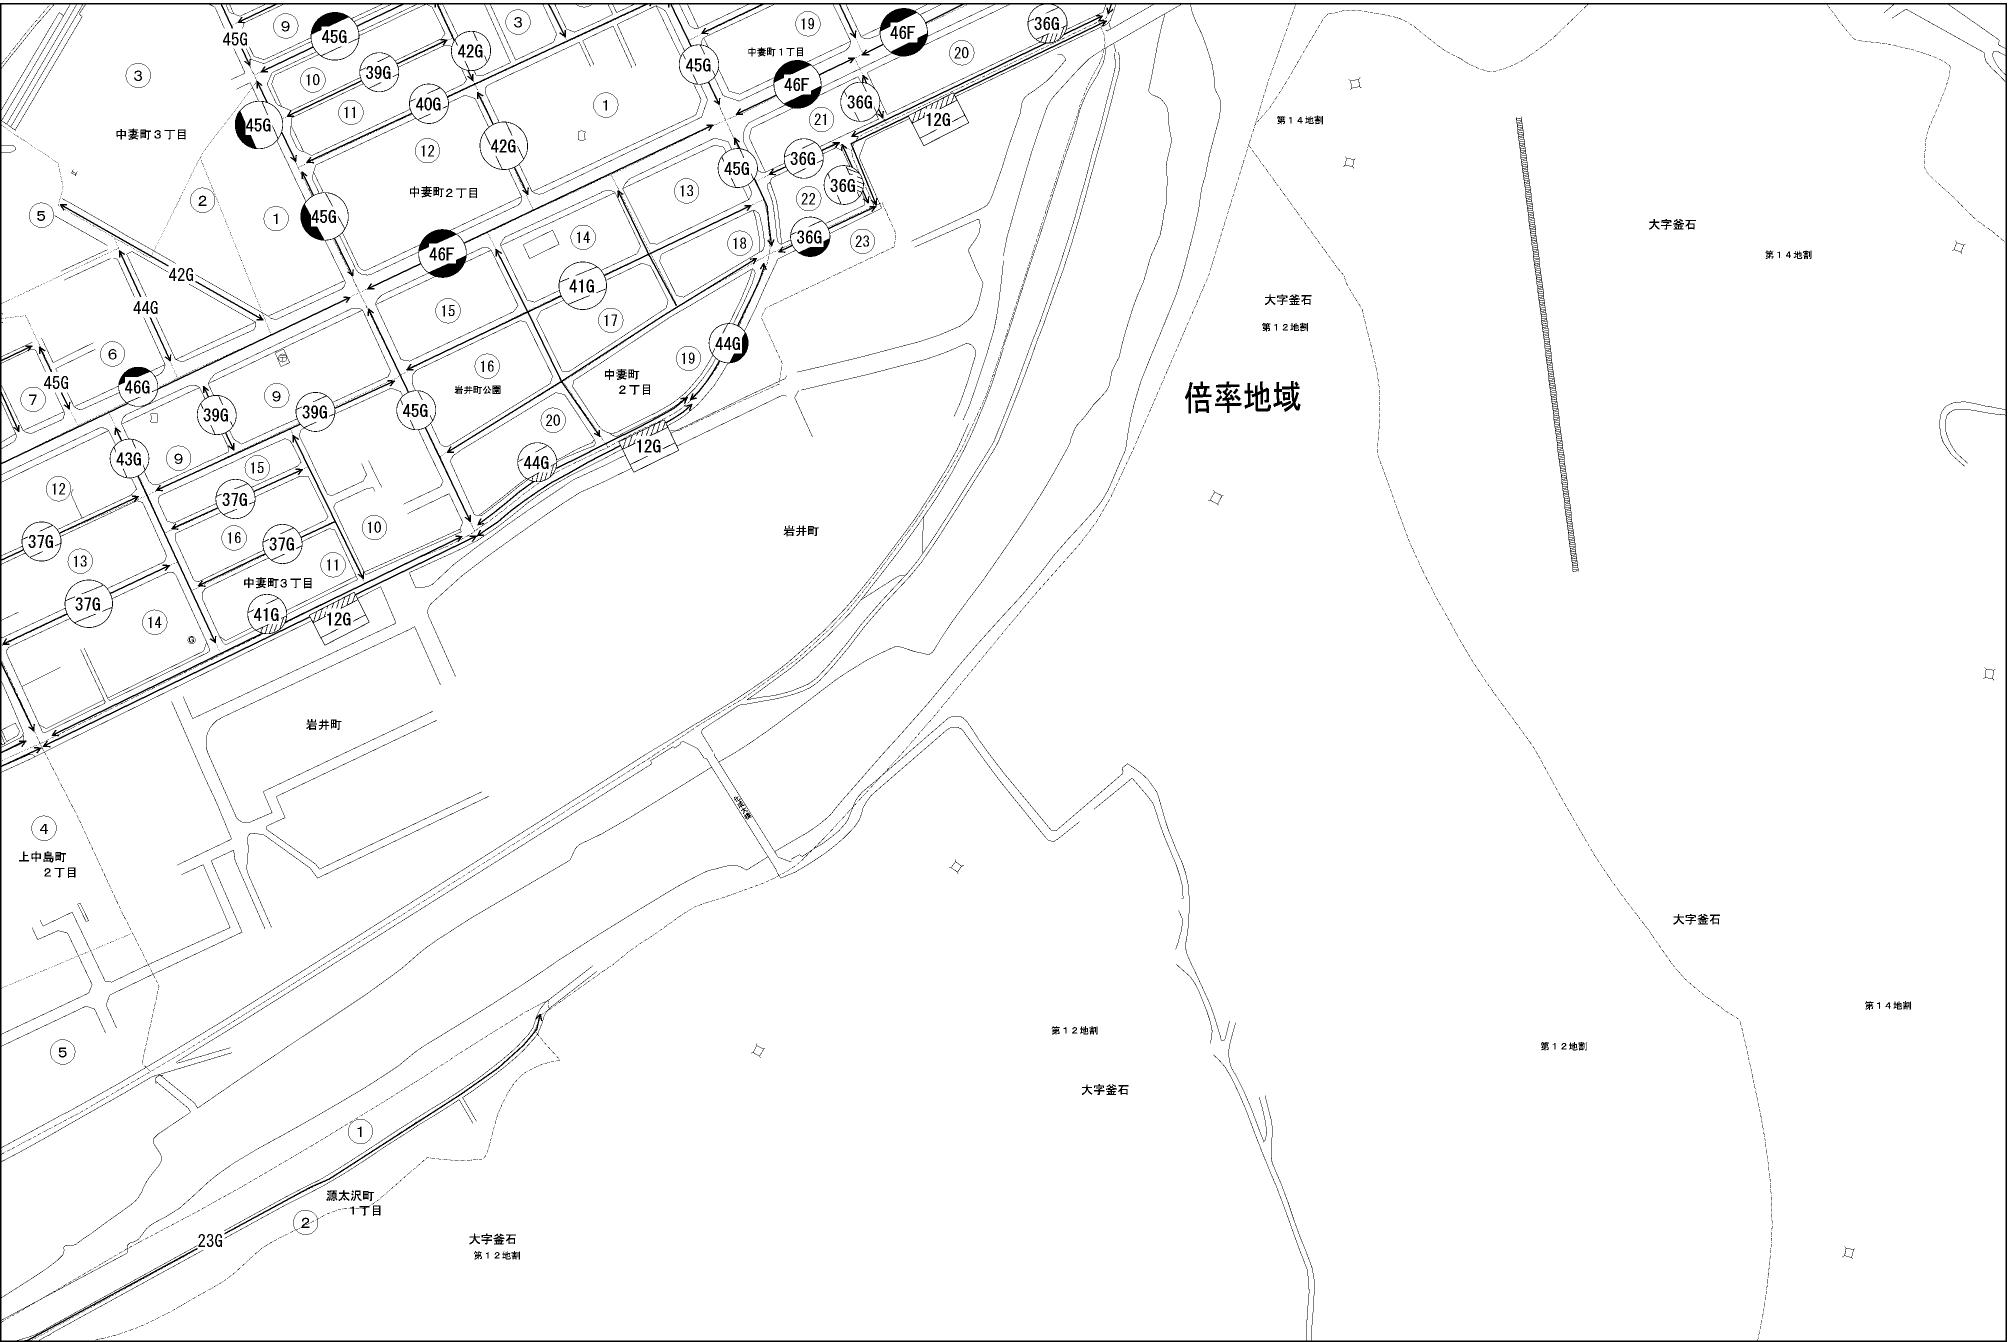 ⑨
45G
45G
③
42G
⑲
中妻町１丁目
46F
36G
⑳
③
⑩
39G
45G
46F
⑪
40G
①
36G
12G
45G
㉑
第１４地割
中妻町３丁目
⑫
42G
36G
45G
36G
②
中妻町２丁目
⑬
㉒
⑤
①
45G
大字釜石
⑭
⑱
36G
㉓
第１４地割
46F
42G
41G
大字釜石
44G
⑮
⑰
第１２地割
⑥
⑯
⑲
44G
45G
46G
岩井町公園
中妻町
２丁目
倍率地域
⑦
39G
⑨
39G
45G
⑳
12G
43G
⑨
⑮
44G
⑫
37G
⑩
岩井町
37G
⑯
37G
⑬
⑪
中妻町３丁目
37G
⑭
41G
12G
岩井町
④
上中島町
２丁目
大字釜石
第１４地割
第１２地割
第１２地割
⑤
大字釜石
①
源太沢町
１丁目
②
23G
大字釜石
第１２地割